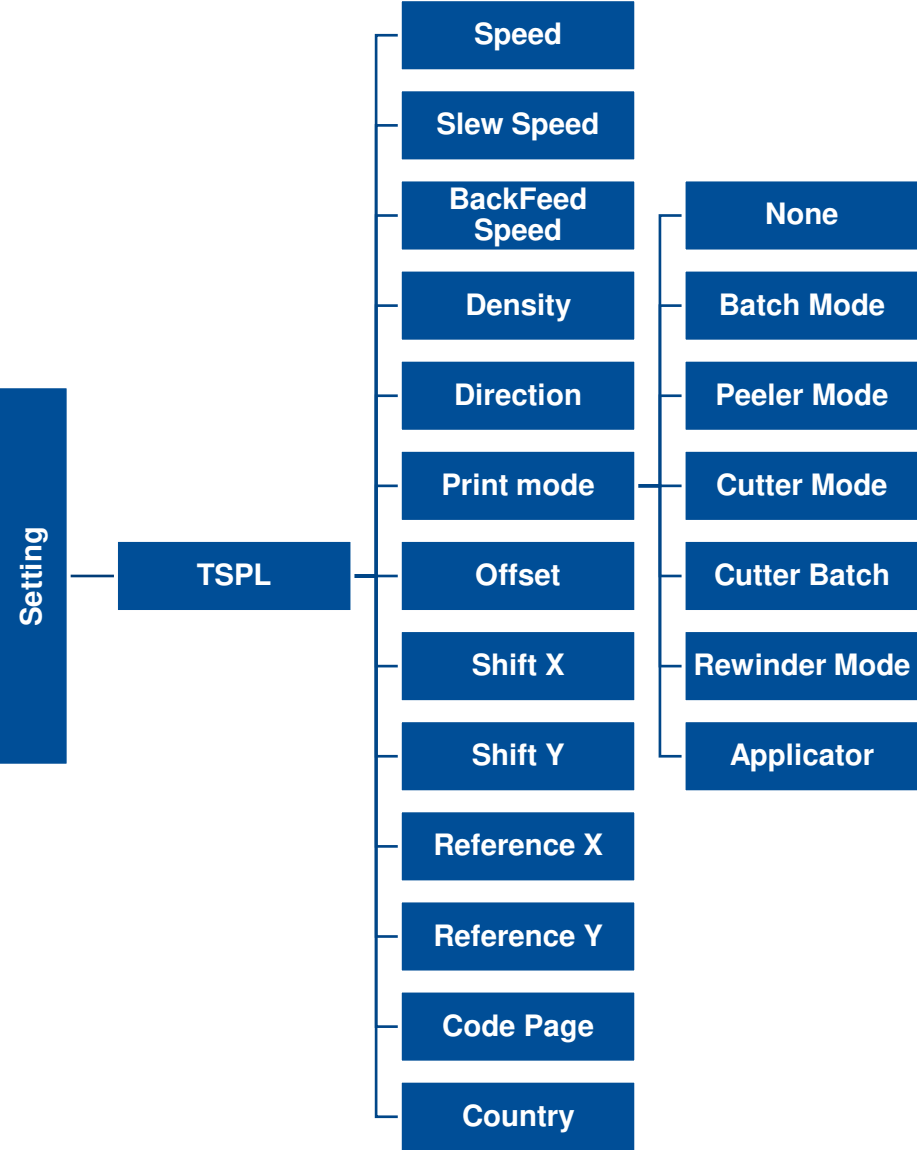 Setting
TSPL
Speed
Slew Speed
BackFeed
Speed
Density
Direction
Print mode
Offset
Shift X
Shift Y
Reference X
Reference Y
Code Page
Country
None
Batch Mode
Peeler Mode
Cutter Mode
Cutter Batch
Rewinder Mode
Applicator